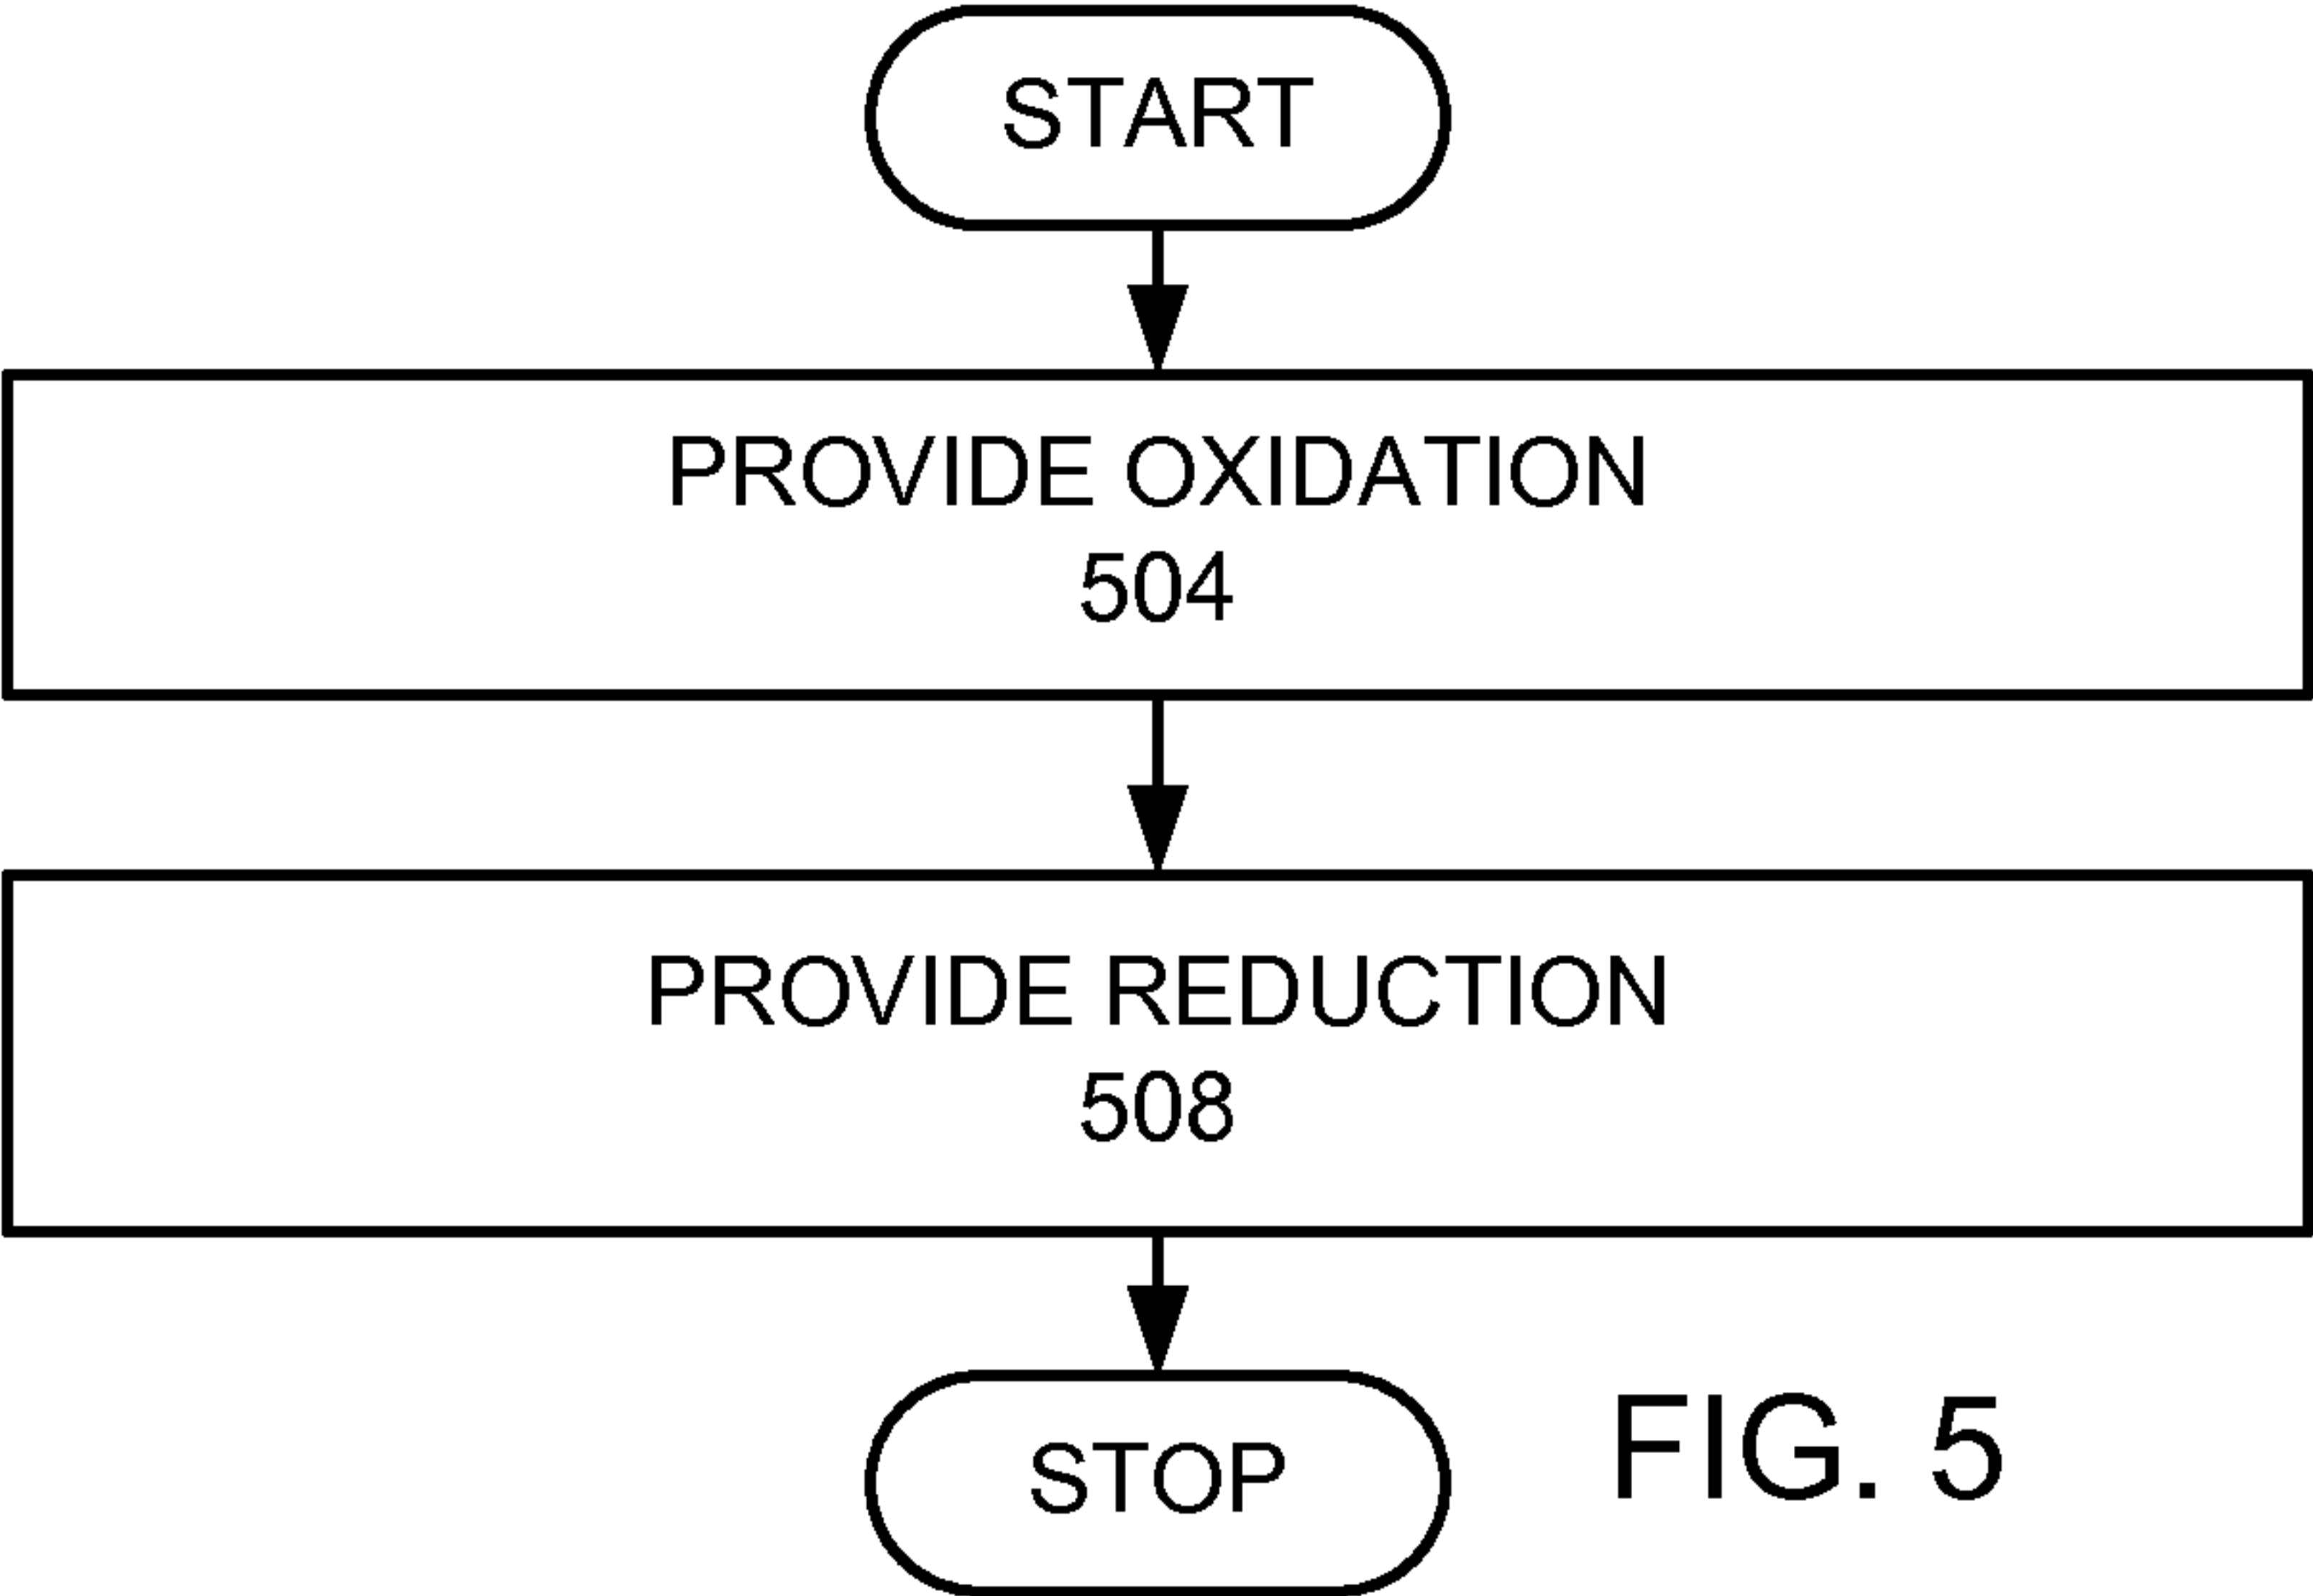 START
PROVIDE OXIDATION
504
PROVIDE REDUCTION
508
STOP
FIG. 5